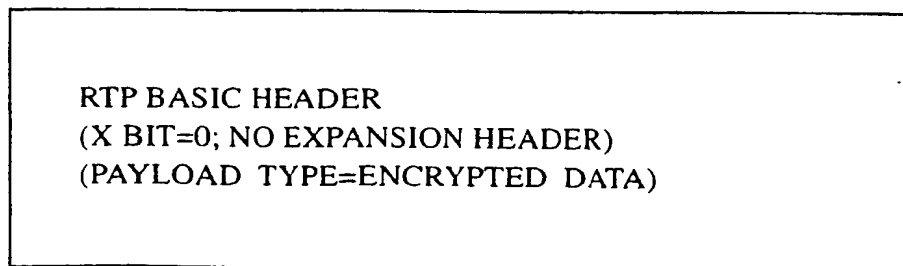 RTP BASIC HEADER
(X BIT=0; NO EXPANSION HEADER)
(PAYLOAD TYPE=ENCRYPTED DATA)